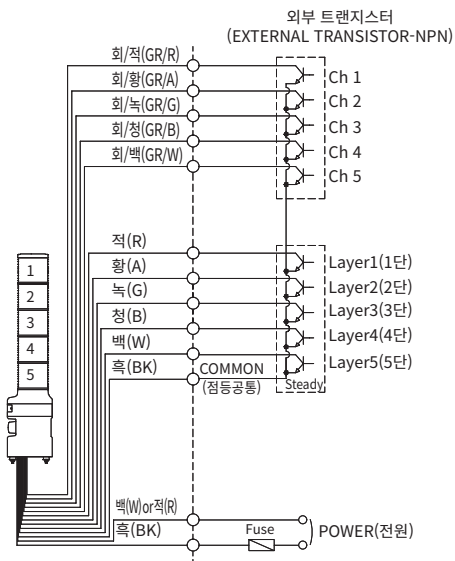 외부 트랜지스터
(EXTERNAL TRANSISTOR-NPN)
회/적(GR/R)
Ch 1
회/황(GR/A)
Ch 2
회/녹(GR/G)
Ch 3
회/청(GR/B)
Ch 4
회/백(GR/W)
Ch 5
적(R)
Layer1(1단)
황(A)
Layer2(2단)
녹(G)
Layer3(3단)
청(B)
Layer4(4단)
백(W)
Layer5(5단)
흑(BK)
COMMON
(점등공통)
Steady
1
2
3
4
5
백(W)or적(R)
흑(BK)
Fuse
POWER(전원)